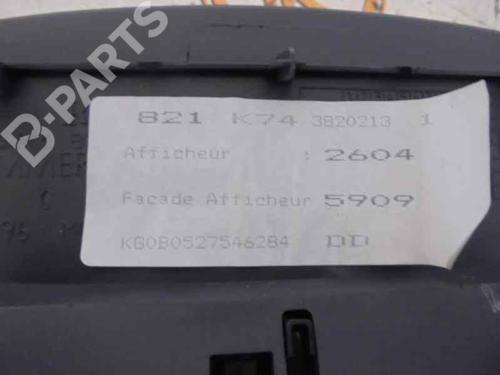 B-PARTS
821 K74 3820213 1
Afficheur : 2604
Facade Afficheur 5909
KG0B0527546284 DD